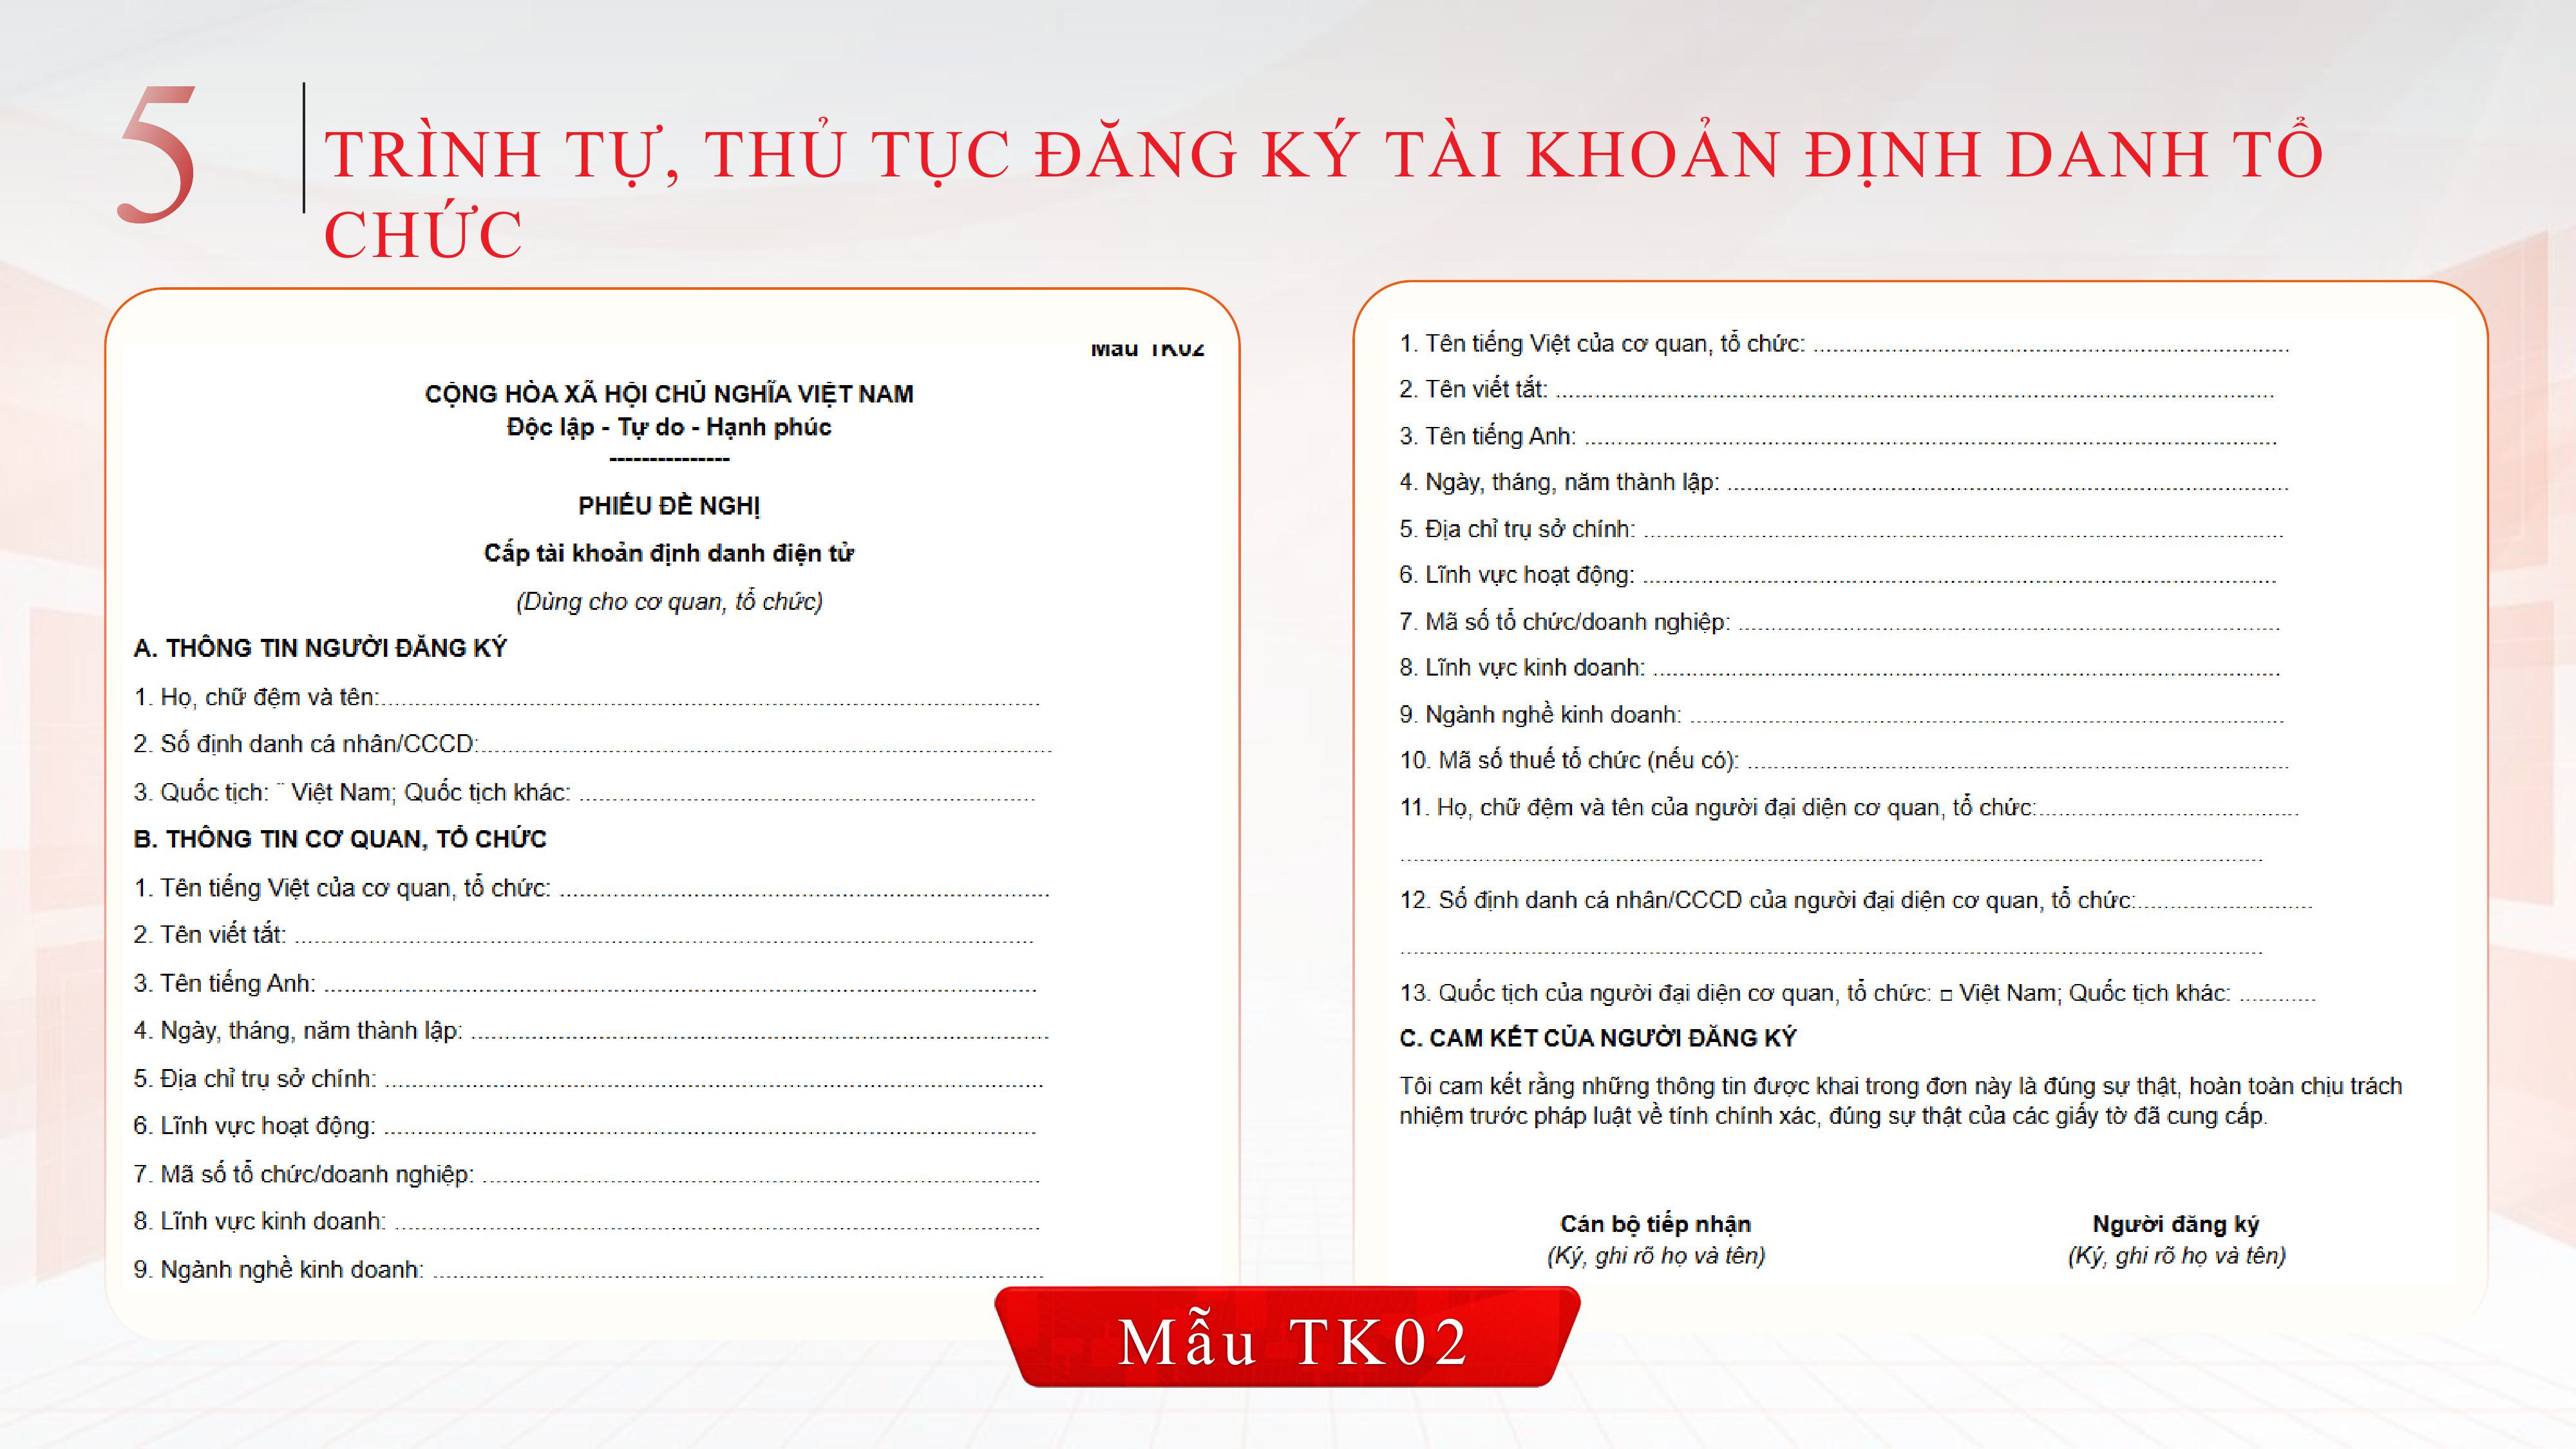 5
TRÌNH TỰ, THỦ TỤC ĐĂNG KÝ TÀI KHOẢN ĐỊNH DANH TỔ
CHỨC
Mẫu TK02
CỘNG HÒA XÃ HỘI CHỦ NGHĨA VIỆT NAM
Độc lập - Tự do - Hạnh phúc
---------------
PHIẾU ĐỀ NGHỊ
Cấp tài khoản định danh điện tử
(Dùng cho cơ quan, tổ chức)
A. THÔNG TIN NGƯỜI ĐĂNG KÝ
1. Họ, chữ đệm và tên:..........
2. Số định danh cá nhân/CCCD:..........
3. Quốc tịch: ¨ Việt Nam; Quốc tịch khác: ..........
B. THÔNG TIN CƠ QUAN, TỔ CHỨC
1. Tên tiếng Việt của cơ quan, tổ chức: ..........
2. Tên viết tắt: ..........
3. Tên tiếng Anh: ..........
4. Ngày, tháng, năm thành lập: ..........
5. Địa chỉ trụ sở chính: ..........
6. Lĩnh vực hoạt động: ..........
7. Mã số tổ chức/doanh nghiệp: ..........
8. Lĩnh vực kinh doanh: ..........
9. Ngành nghề kinh doanh: ..........
1. Tên tiếng Việt của cơ quan, tổ chức: ..........
2. Tên viết tắt: ..........
3. Tên tiếng Anh: ..........
4. Ngày, tháng, năm thành lập: ..........
5. Địa chỉ trụ sở chính: ..........
6. Lĩnh vực hoạt động: ..........
7. Mã số tổ chức/doanh nghiệp: ..........
8. Lĩnh vực kinh doanh: ..........
9. Ngành nghề kinh doanh: ..........
10. Mã số thuế tổ chức (nếu có): ..........
11. Họ, chữ đệm và tên của người đại diện cơ quan, tổ chức:..........
..........
12. Số định danh cá nhân/CCCD của người đại diện cơ quan, tổ chức:..........
..........
13. Quốc tịch của người đại diện cơ quan, tổ chức: □ Việt Nam; Quốc tịch khác: ..........
C. CAM KẾT CỦA NGƯỜI ĐĂNG KÝ
Tôi cam kết rằng những thông tin được khai trong đơn này là đúng sự thật, hoàn toàn chịu trách
nhiệm trước pháp luật về tính chính xác, đúng sự thật của các giấy tờ đã cung cấp.
Cán bộ tiếp nhận
(Ký, ghi rõ họ và tên)
Người đăng ký
(Ký, ghi rõ họ và tên)
Mẫu TK02